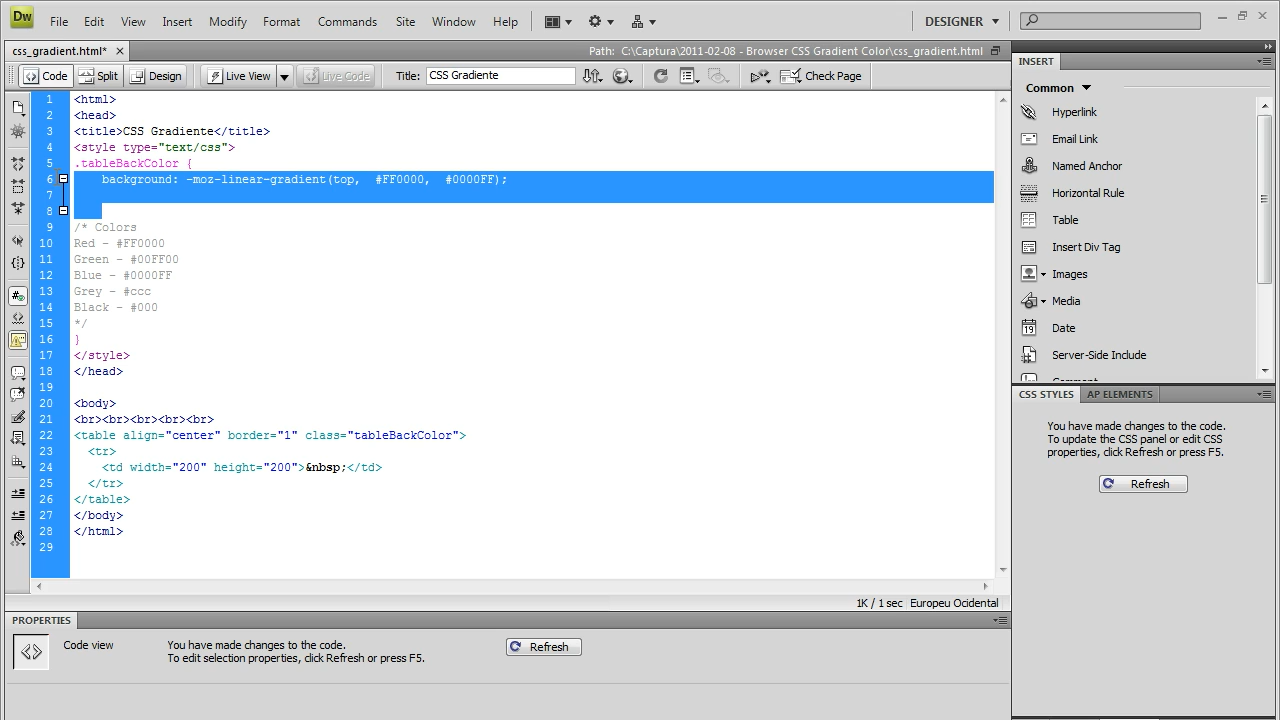 Dw File Edit View Insert Modify Format Commands Site Window Help DESIGNER
css_gradient.html* × Path: C:\Captura\2011-02-08 - Browser CSS Gradient Color\css_gradient.html
Code Split Design Live View Live Code Title: CSS Gradiente Check Page
1 <html>
2 <head>
3 <title>CSS Gradiente</title>
4 <style type="text/css">
5 .tableBackColor {
6 background: -moz-linear-gradient(top, #FF0000, #0000FF);
7
8
9 /* Colors
10 Red - #FF0000
11 Green - #00FF00
12 Blue - #0000FF
13 Grey - #ccc
14 Black - #000
15 */
16 }
17 </style>
18 </head>
19
20 <body>
21 <br><br><br><br><br>
22 <table align="center" border="1" class="tableBackColor">
23 <tr>
24 <td width="200" height="200">&nbsp;</td>
25 </tr>
26 </table>
27 </body>
28 </html>
29
1K / 1 sec Europeu Ocidental
PROPERTIES
Code view
You have made changes to the code.
To edit selection properties, click Refresh or press F5.
Refresh
INSERT
Common
Hyperlink
Email Link
Named Anchor
Horizontal Rule
Table
Insert Div Tag
Images
Media
19 Date
Server-Side Include
Comment
CSS STYLES AP ELEMENTS
You have made changes to the code.
To update the CSS panel or edit CSS
properties, click Refresh or press F5.
Refresh